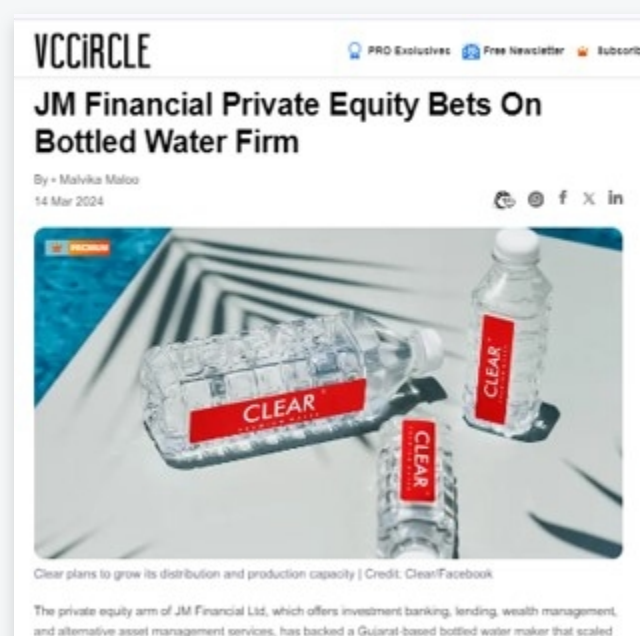 VCCiRCLE
PRO Exclusives Free Newsletter Subscrib
JM Financial Private Equity Bets On
Bottled Water Firm
By - Malvika Maloo
14 Mar 2024
PREMIUM
CLEAR
CLEAR
CLEAR
Clear plans to grow its distribution and production capacity | Credit: Clear/Facebook
The private equity arm of JM Financial Ltd, which offers investment banking, lending, wealth management,
and alternative asset management services, has backed a Gujarat-based bottled water maker that scaled